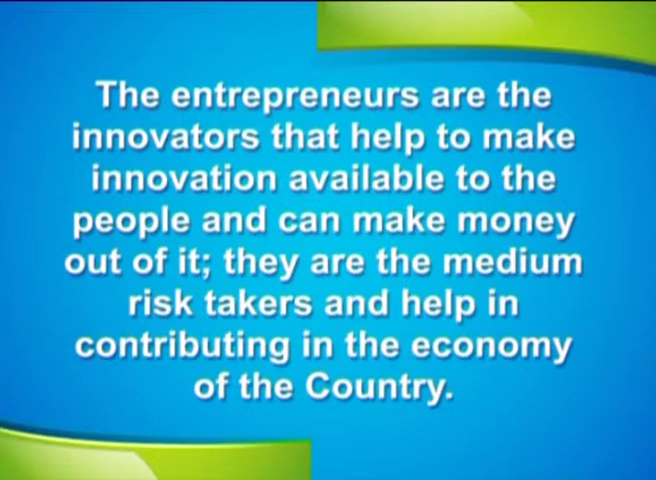 The entrepreneurs are the
innovators that help to make
innovation available to the
people and can make money
out of it; they are the medium
risk takers and help in
contributing in the economy
of the Country.